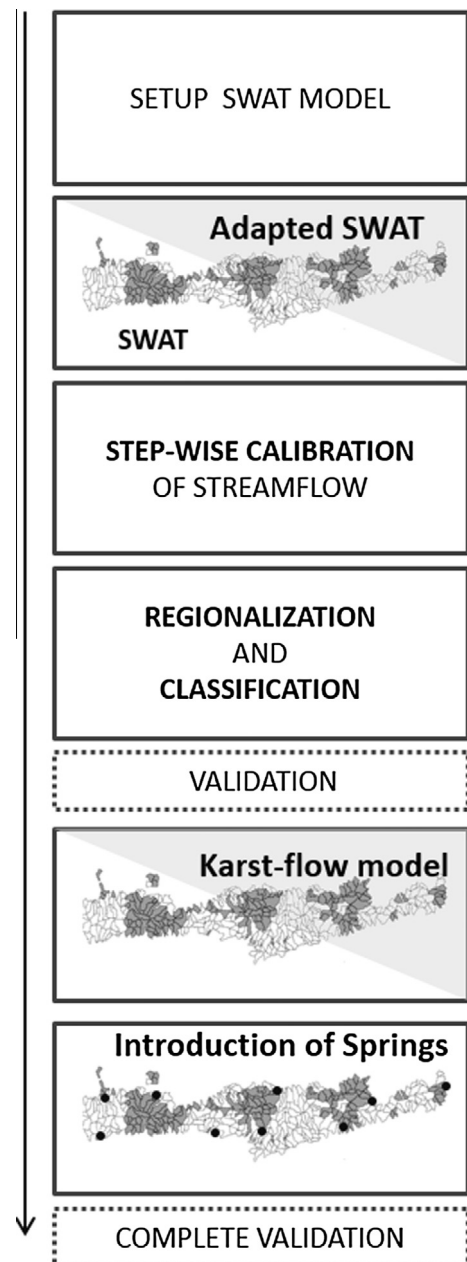 SETUP SWAT MODEL
Adapted SWAT
SWAT
STEP-WISE CALIBRATION
OF STREAMFLOW
REGIONALIZATION
AND
CLASSIFICATION
VALIDATION
Karst-flow model
Introduction of Springs
COMPLETE VALIDATION